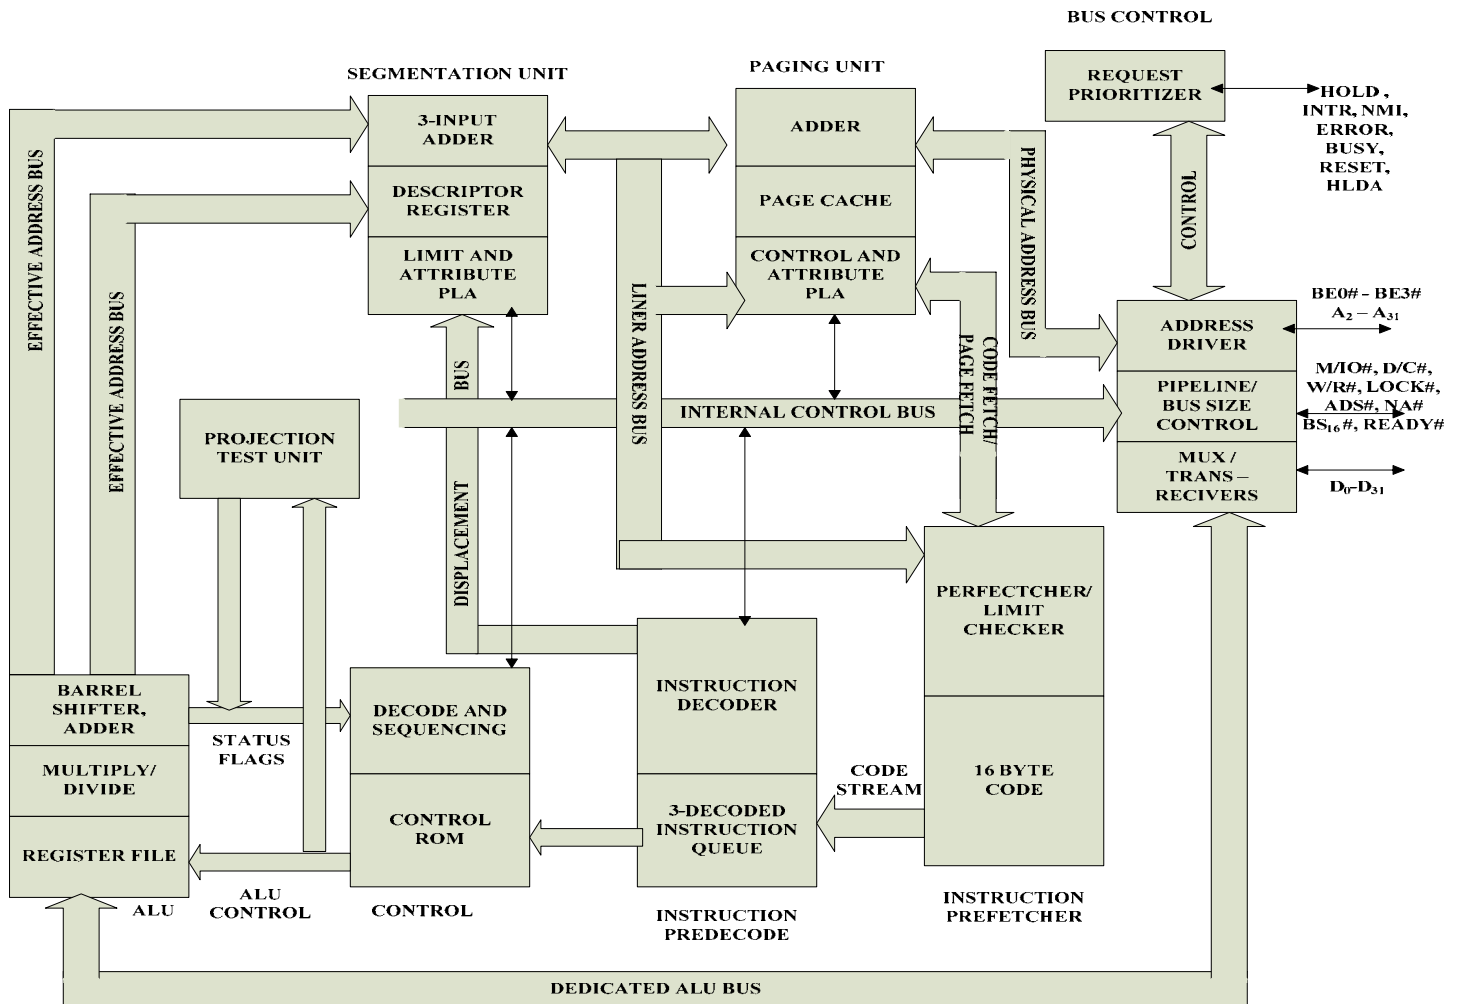 BUS CONTROL
SEGMENTATION UNIT
PAGING UNIT
REQUEST
PRIORITIZER
HOLD ,
INTR, NMI,
ERROR,
BUSY,
RESET,
HLDA
3-INPUT
ADDER
DESCRIPTOR
REGISTER
LIMIT AND
ATTRIBUTE
PLA
ADDER
PAGE CACHE
CONTROL AND
ATTRIBUTE
PLA
EFFECTIVE ADDRESS BUS
EFFECTIVE ADDRESS BUS
LINER ADDRESS BUS
PHYSICAL ADDRESS BUS
CONTROL
CODE FETCH/
PAGE FETCH
BUS
DISPLACEMENT
INTERNAL CONTROL BUS
ADDRESS
DRIVER
PIPELINE/
BUS SIZE
CONTROL
MUX /
TRANS –
RECIVERS
BE0# - BE3#
A2 – A31
M/IO#, D/C#,
W/R#, LOCK#,
ADS#, NA#
BS16#, READY#
D0-D31
PROJECTION
TEST UNIT
PERFECTCHER/
LIMIT
CHECKER
16 BYTE
CODE
INSTRUCTION
PREFETCHER
BARREL
SHIFTER,
ADDER
MULTIPLY/
DIVIDE
REGISTER FILE
ALU
STATUS
FLAGS
ALU
CONTROL
DECODE AND
SEQUENCING
CONTROL
ROM
CONTROL
INSTRUCTION
DECODER
3-DECODED
INSTRUCTION
QUEUE
INSTRUCTION
PREDECODE
CODE
STREAM
DEDICATED ALU BUS